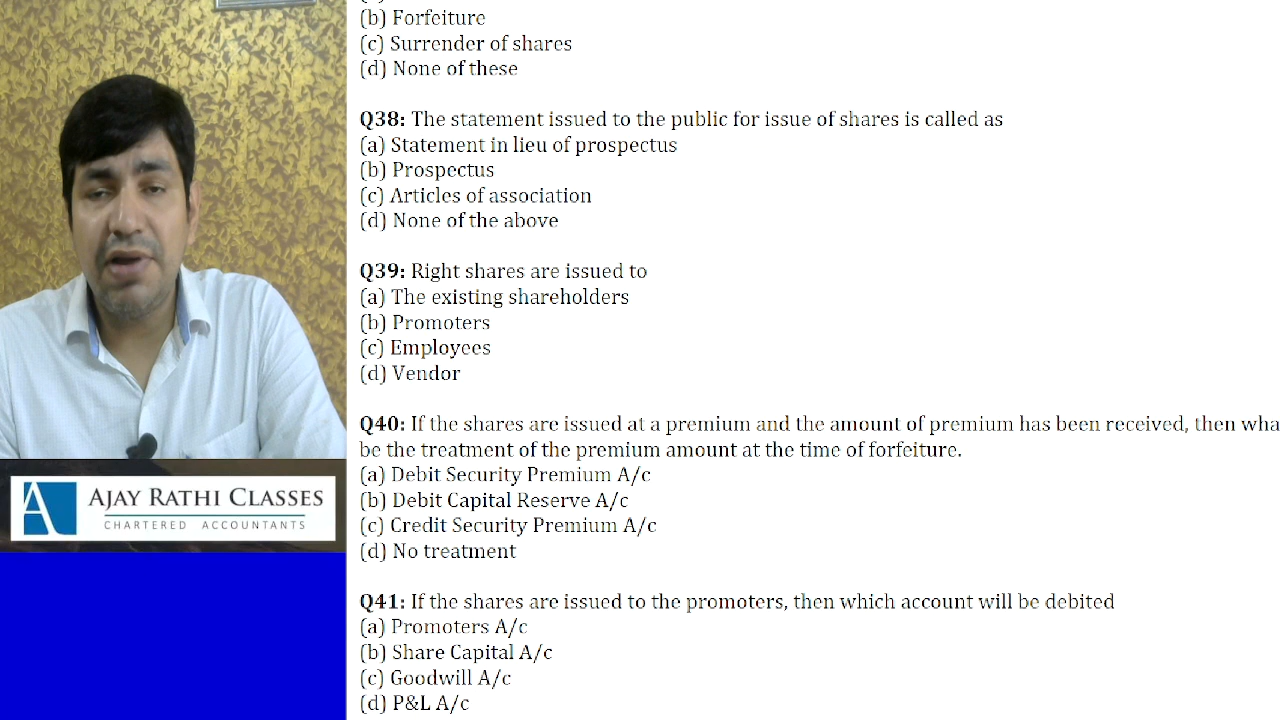 (b) Forfeiture
(c) Surrender of shares
(d) None of these
Q38: The statement issued to the public for issue of shares is called as
(a) Statement in lieu of prospectus
(b) Prospectus
(c) Articles of association
(d) None of the above
Q39: Right shares are issued to
(a) The existing shareholders
(b) Promoters
(c) Employees
(d) Vendor
Q40: If the shares are issued at a premium and the amount of premium has been received, then wha
be the treatment of the premium amount at the time of forfeiture.
(a) Debit Security Premium A/c
(b) Debit Capital Reserve A/c
(c) Credit Security Premium A/c
(d) No treatment
Q41: If the shares are issued to the promoters, then which account will be debited
(a) Promoters A/c
(b) Share Capital A/c
(c) Goodwill A/c
(d) P&L A/c
AJAY RATHI CLASSES
CHARTERED ACCOUNTANTS